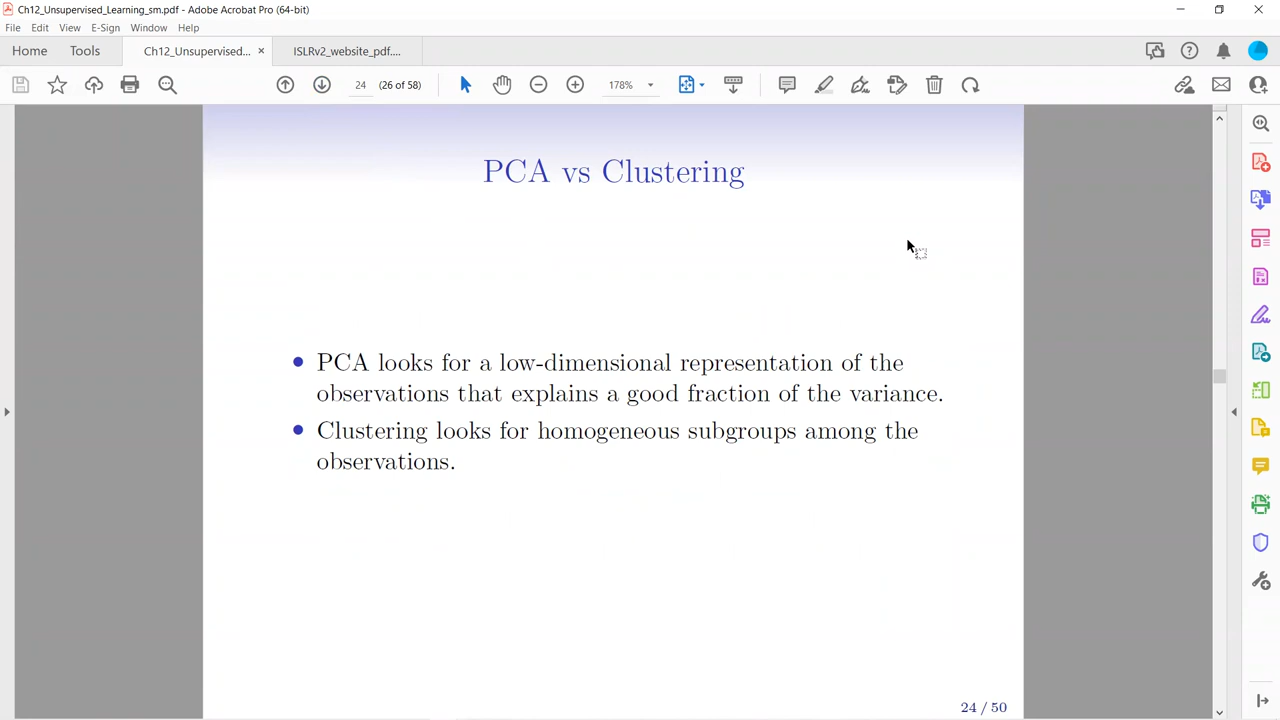 Ch12_Unsupervised_Learning_sm.pdf - Adobe Acrobat Pro (64-bit)
File Edit View E-Sign Window Help
Home Tools Ch12_Unsupervised... × ISLRv2_website_pdf....
24 (26 of 58) 178%
PCA vs Clustering
• PCA looks for a low-dimensional representation of the
observations that explains a good fraction of the variance.
• Clustering looks for homogeneous subgroups among the
observations.
24 / 50